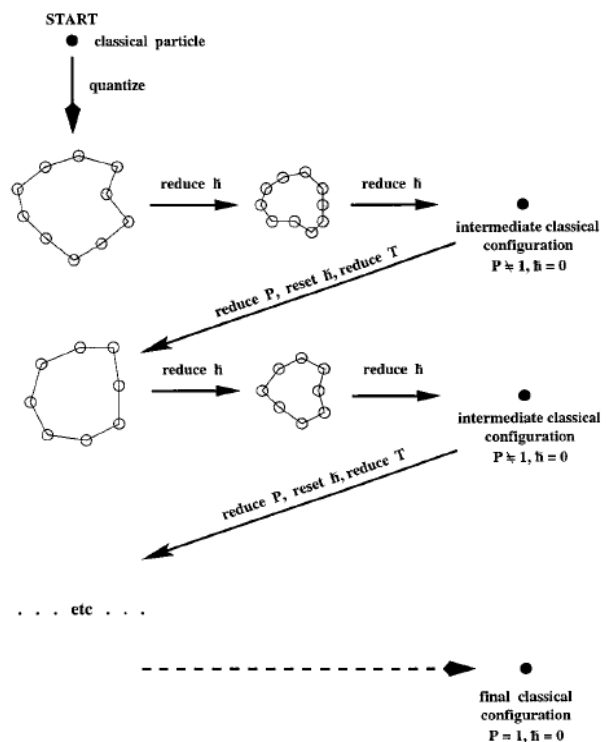 START
classical particle
quantize
reduce ħ
reduce ħ
intermediate classical
configuration
P ≠ 1, ħ = 0
reduce P, reset ħ, reduce T
reduce ħ
reduce ħ
intermediate classical
configuration
P ≠ 1, ħ = 0
reduce P, reset ħ, reduce T
. . . etc . . .
final classical
configuration
P = 1, ħ = 0